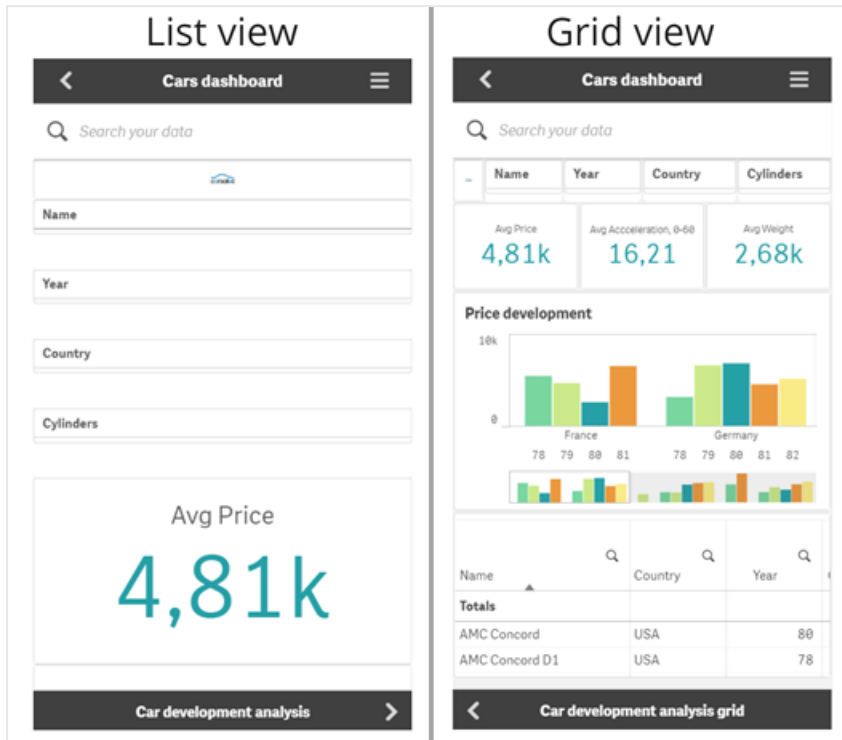 List view
Cars dashboard
Search your data
Name
Year
Country
Cylinders
Avg Price
4,81k
Car development analysis
Grid view
Cars dashboard
Search your data
Name Year Country Cylinders
Avg Price Avg Accceleration, 0-60 Avg Weight
4,81k 16,21 2,68k
Price development
10k
0
France Germany
78 79 80 81 78 79 80 81 82
Name Country Year
Totals
AMC Concord USA 80
AMC Concord D1 USA 78
Car development analysis grid